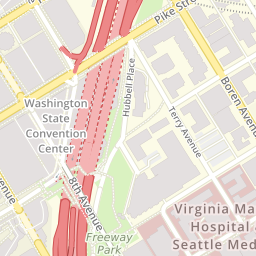 Pike St
Hubbell Place
Boren Avenue
Terry Avenue
Washington
State
Convention
Center
8th Avenue
Virginia Ma
Hospital &
Seattle Med
Freeway
Park